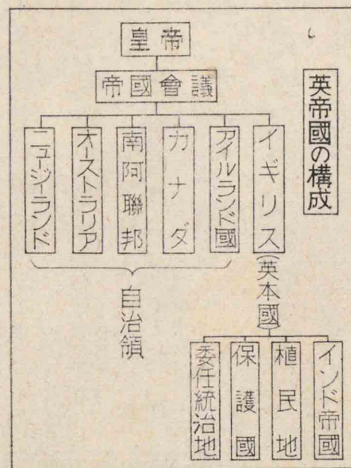 英帝國の構成
皇帝
帝國會議
イギリス(英本國)
アイルランド國
カナダ
南阿聯邦
オーストラリア
ニュージイランド
自治領
インド帝國
植民地
保護國
委任統治地